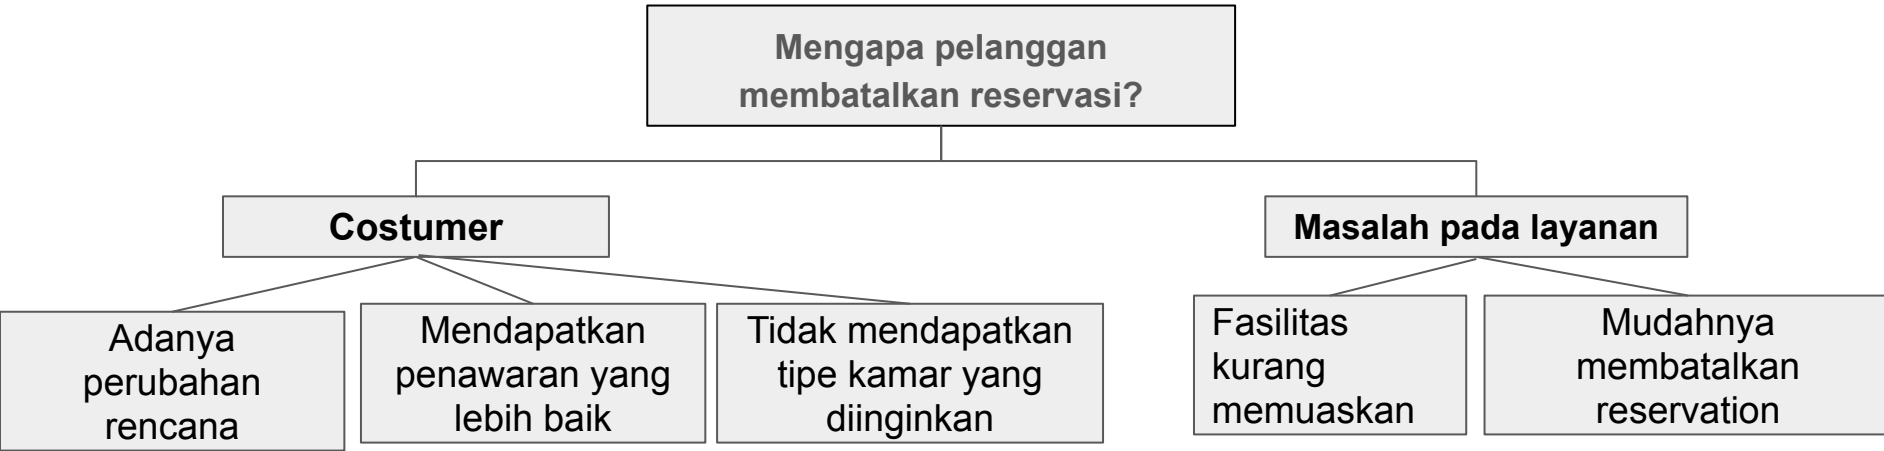 Mengapa pelanggan
membatalkan reservasi?
Costumer
Masalah pada layanan
Adanya
perubahan
rencana
Mendapatkan
penawaran yang
lebih baik
Tidak mendapatkan
tipe kamar yang
diinginkan
Fasilitas
kurang
memuaskan
Mudahnya
membatalkan
reservation